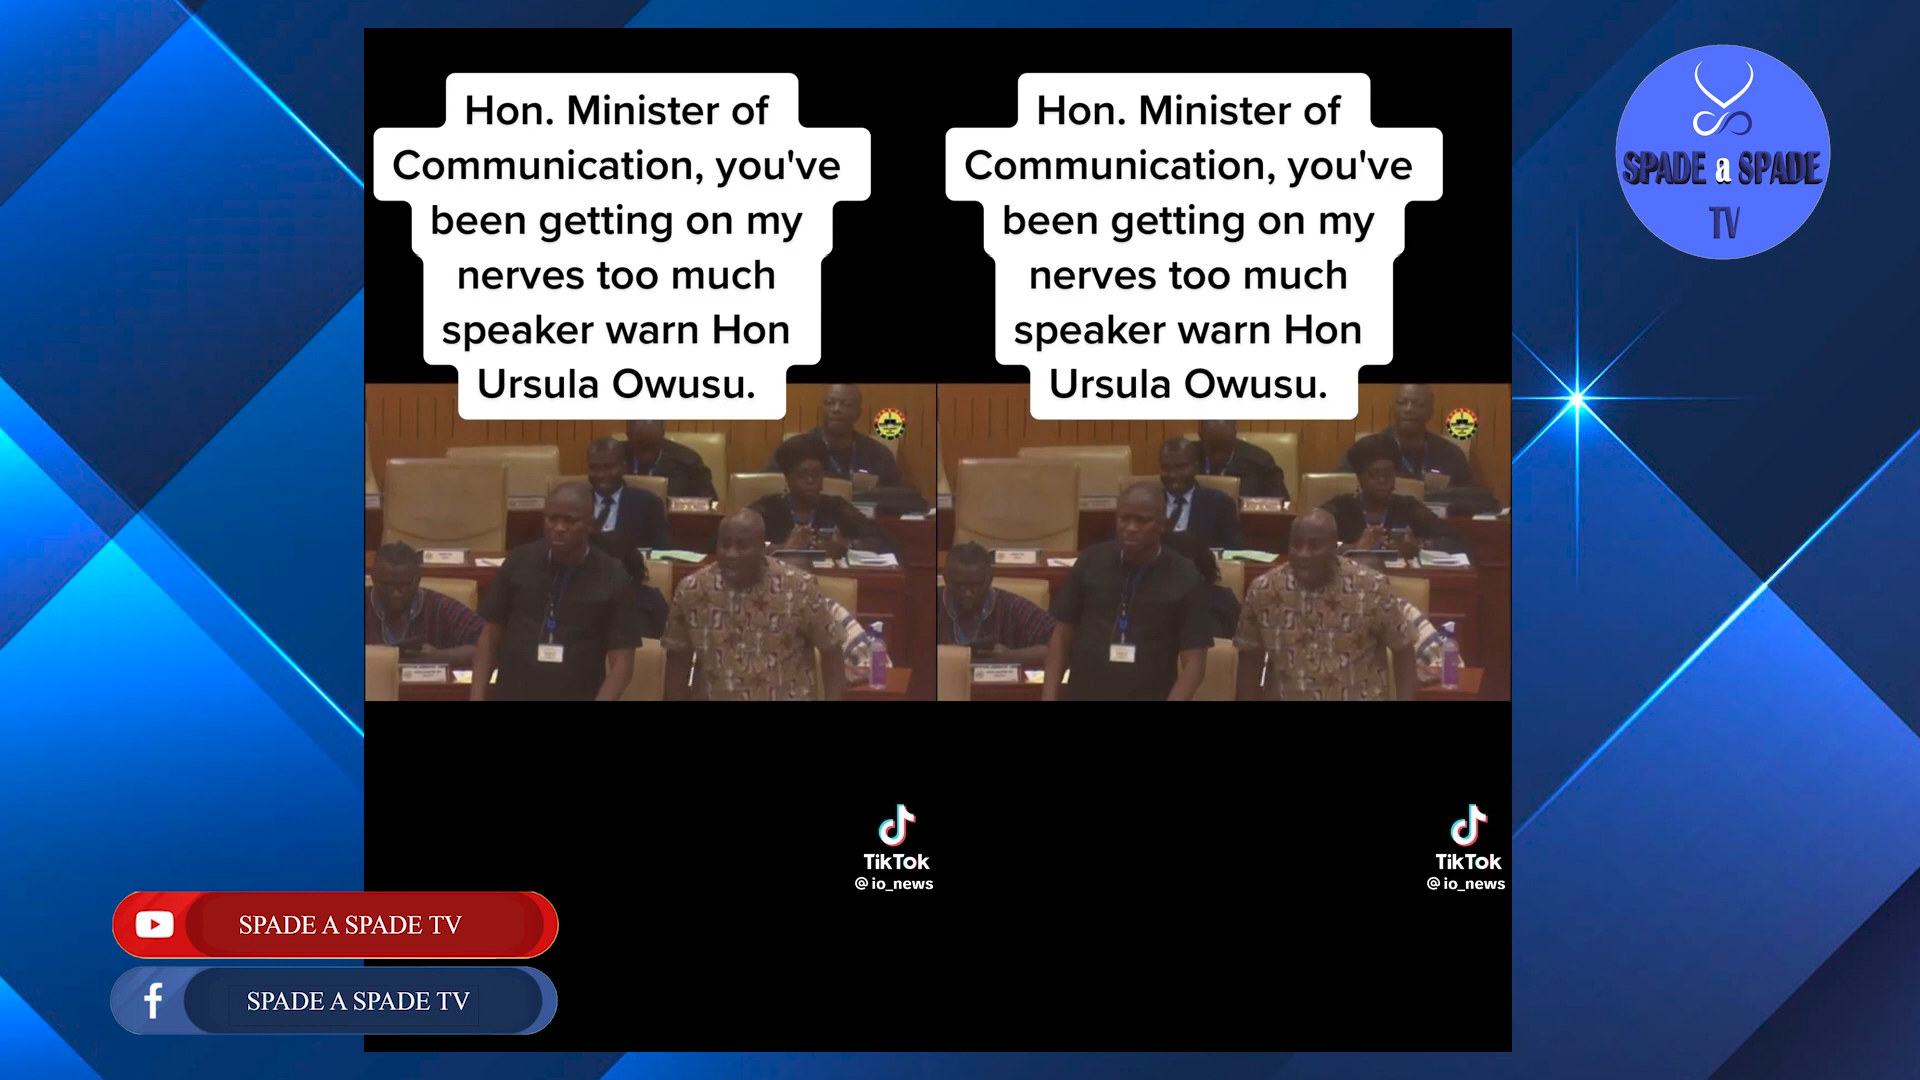 Hon. Minister of
Communication, you've
been getting on my
nerves too much
speaker warn Hon
Ursula Owusu.
Hon. Minister of
Communication, you've
been getting on my
nerves too much
speaker warn Hon
Ursula Owusu.
SPADE a SPADE
TV
TikTok
@io_news
TikTok
@io_news
SPADE A SPADE TV
SPADE A SPADE TV